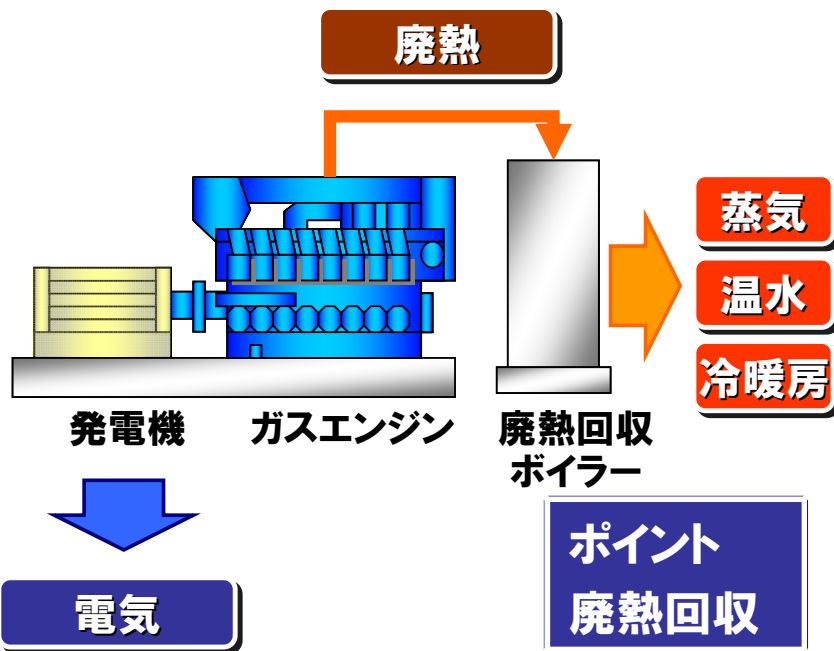 廃熱
蒸気
温水
冷暖房
発電機
ガスエンジン
廃熱回収
ボイラー
電気
ポイント
廃熱回収